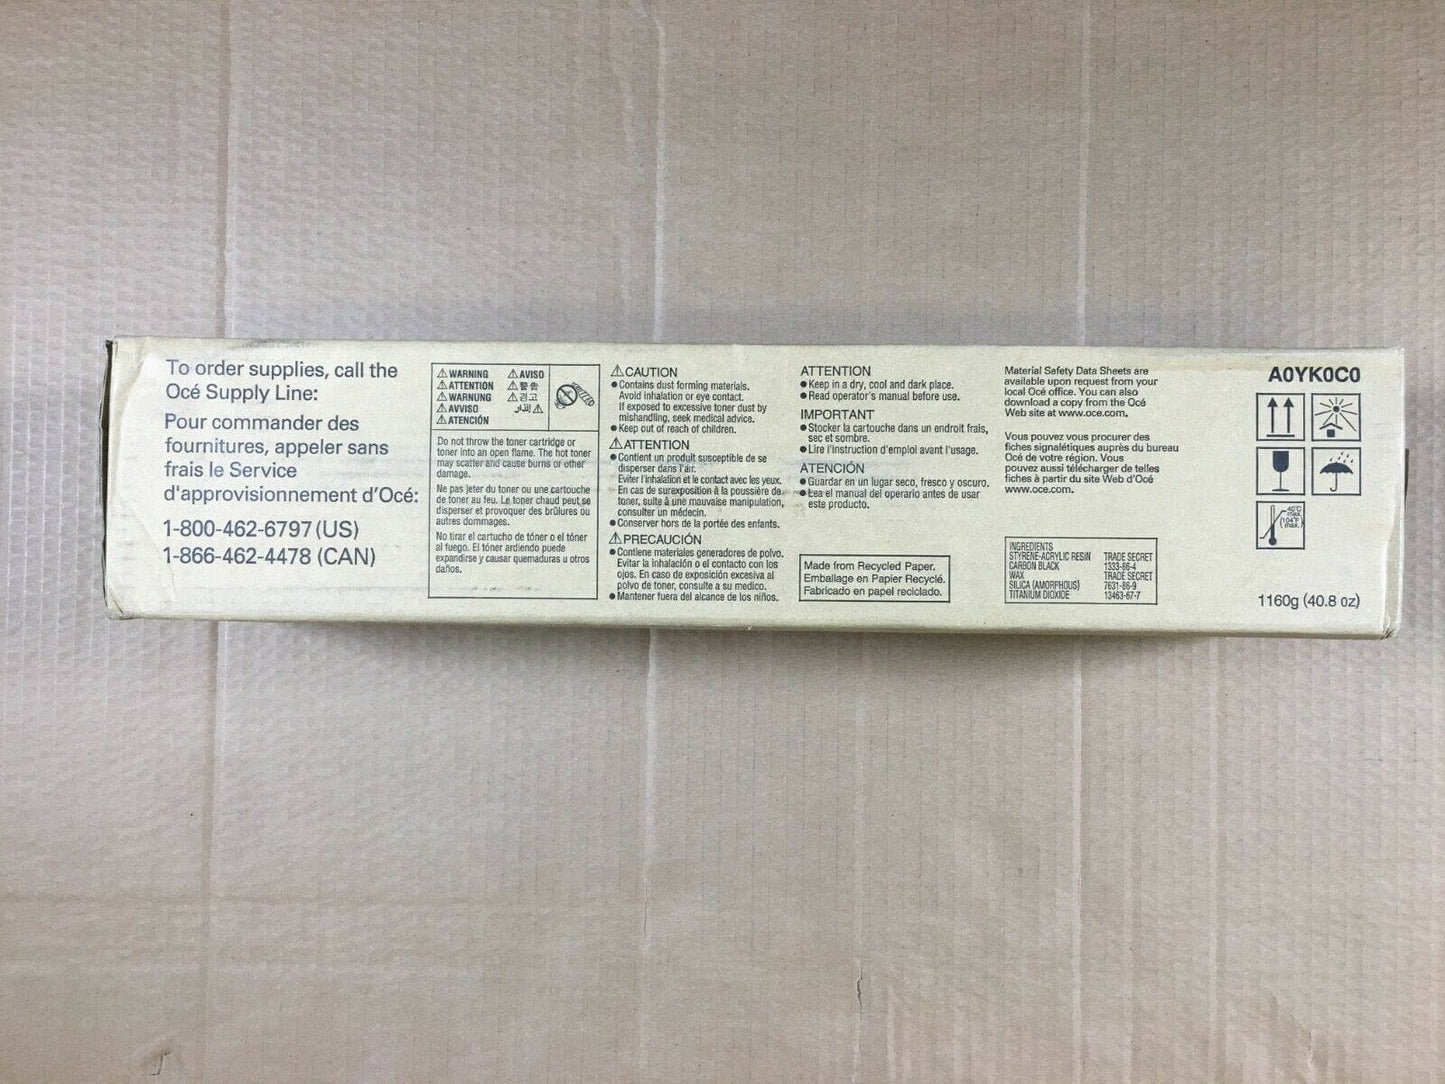 To order supplies, call the
Océ Supply Line:
Pour commander des
fournitures, appeler sans
frais le Service
d'approvisionnement d'Océ:
1-800-462-6797 (US)
1-866-462-4478 (CAN)
⚠WARNING ⚠AVISO
⚠ATTENTION ⚠警告
⚠WARNUNG ⚠경고
⚠AVVISO إنذار⚠
⚠ATENCIÓN
Do not throw the toner cartridge or
toner into an open flame. The hot toner
may scatter and cause burns or other
damage.
Ne pas jeter du toner ou une cartouche
de toner au feu. Le toner chaud peut se
disperser et provoquer des brûlures ou
autres dommages.
No tirar el cartucho de tóner o el tóner
al fuego. El tóner ardiendo puede
expandirse y causar quemaduras u otros
daños.
⚠CAUTION
●Contains dust forming materials.
Avoid inhalation or eye contact.
If exposed to excessive toner dust by
mishandling, seek medical advice.
●Keep out of reach of children.
⚠ATTENTION
●Contient un produit susceptible de se
disperser dans l'air.
Eviter l'inhalation et le contact avec les yeux.
En cas de surexposition à la poussière de
toner, suite à une mauvaise manipulation,
consulter un médecin.
●Conserver hors de la portée des enfants.
⚠PRECAUCIÓN
●Contiene materiales generadores de polvo.
Evitar la inhalación o el contacto con los
ojos. En caso de exposición excesiva al
polvo de toner, consulte a su medico.
●Mantener fuera del alcance de los niños.
ATTENTION
●Keep in a dry, cool and dark place.
●Read operator's manual before use.
IMPORTANT
●Stocker la cartouche dans un endroit frais,
sec et sombre.
●Lire l'instruction d'emploi avant l'usage.
ATENCIÓN
●Guardar en un lugar seco, fresco y oscuro.
●Lea el manual del operario antes de usar
este producto.
Made from Recycled Paper.
Emballage en Papier Recyclé.
Fabricado en papel reciclado.
Material Safety Data Sheets are
available upon request from your
local Océ office. You can also
download a copy from the Océ
Web site at www.oce.com.
Vous pouvez vous procurer des
fiches signalétiques auprès du bureau
Océ de votre région. Vous
pouvez aussi télécharger de telles
fiches à partir du site Web d'Océ
www.oce.com.
INGREDIENTS
STYRENE-ACRYLIC RESIN TRADE SECRET
CARBON BLACK 1333-86-4
WAX TRADE SECRET
SILICA (AMORPHOUS) 7631-86-9
TITANIUM DIOXIDE 13463-67-7
A0YK0C0
40°C
max.
(104°F
max.)
1160g (40.8 oz)